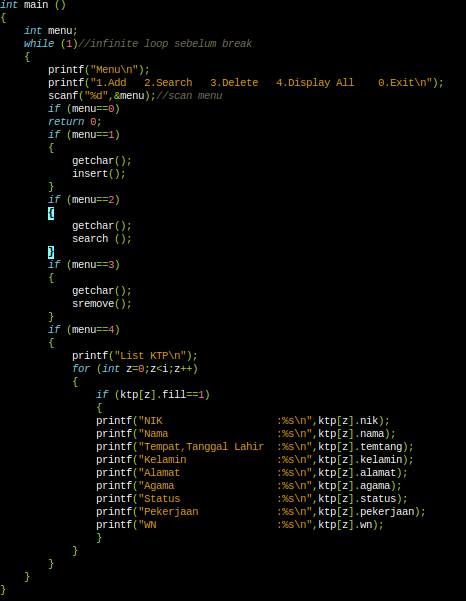 int main ()
{
    int menu;
    while (1)//infinite loop sebelum break
    {
        printf("Menu\n");
        printf("1.Add   2.Search   3.Delete   4.Display All    0.Exit\n");
        scanf("%d",&menu);//scan menu
        if (menu==0)
        return 0;
        if (menu==1)
        {
            getchar();
            insert();
        }
        if (menu==2)
        {
            getchar();
            search ();
        }
        if (menu==3)
        {
            getchar();
            sremove();
        }
        if (menu==4)
        {
            printf("List KTP\n");
            for (int z=0;z<i;z++)
            {
                if (ktp[z].fill==1)
                {
                printf("NIK                   :%s\n",ktp[z].nik);
                printf("Nama                  :%s\n",ktp[z].nama);
                printf("Tempat,Tanggal Lahir  :%s\n",ktp[z].temtang);
                printf("Kelamin               :%s\n",ktp[z].kelamin);
                printf("Alamat                :%s\n",ktp[z].alamat);
                printf("Agama                 :%s\n",ktp[z].agama);
                printf("Status                :%s\n",ktp[z].status);
                printf("Pekerjaan             :%s\n",ktp[z].pekerjaan);
                printf("WN                    :%s\n",ktp[z].wn);
                }
            }
        }
    }
}